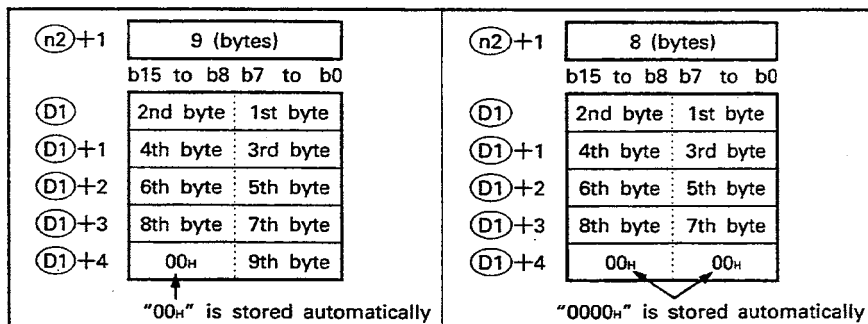 n2+1 9 (bytes)
b15 to b8 b7 to b0
D1 2nd byte 1st byte
D1+1 4th byte 3rd byte
D1+2 6th byte 5th byte
D1+3 8th byte 7th byte
D1+4 00H 9th byte
"00H" is stored automatically
n2+1 8 (bytes)
b15 to b8 b7 to b0
D1 2nd byte 1st byte
D1+1 4th byte 3rd byte
D1+2 6th byte 5th byte
D1+3 8th byte 7th byte
D1+4 00H 00H
"0000H" is stored automatically